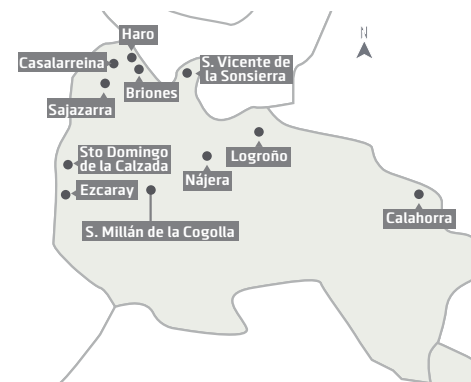 Haro
N
Casalarreina
S. Vicente de
la Sonsierra
Briones
Sajazarra
Sto Domingo
de la Calzada
Logroño
Nájera
Ezcaray
Calahorra
S. Millán de la Cogolla